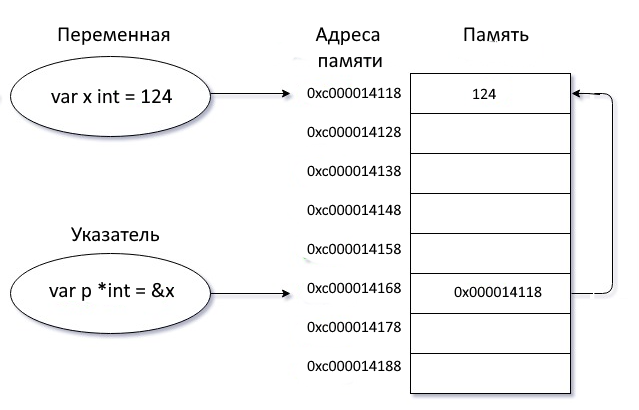 Переменная
Адреса
памяти
Память
var x int = 124
0xc000014118
124
0xc000014128
0xc000014138
0xc000014148
Указатель
0xc000014158
var p *int = &x
0xc000014168
0x000014118
0xc000014178
0xc000014188